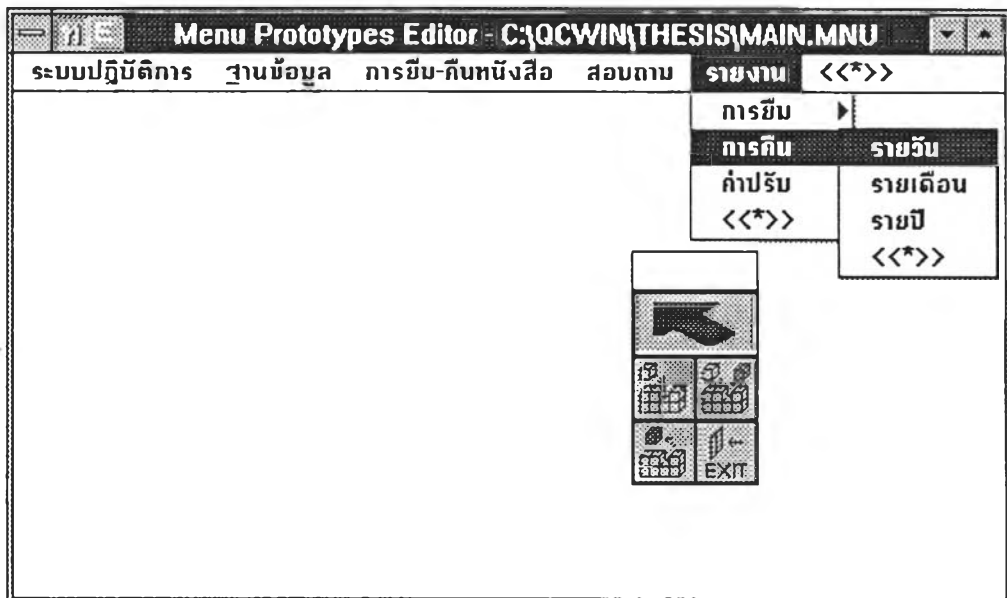 ก E Menu Prototypes Editor - C:\QCWIN\THESIS\MAIN.MNU
ระบบปฏิบัติการ ฐานข้อมูล การยืม-คืนหนังสือ สอบถาม รายงาน <<*>>
การยืม
การคืน รายวัน
ค่าปรับ รายเดือน
<<*>> รายปี
<<*>>
EXIT